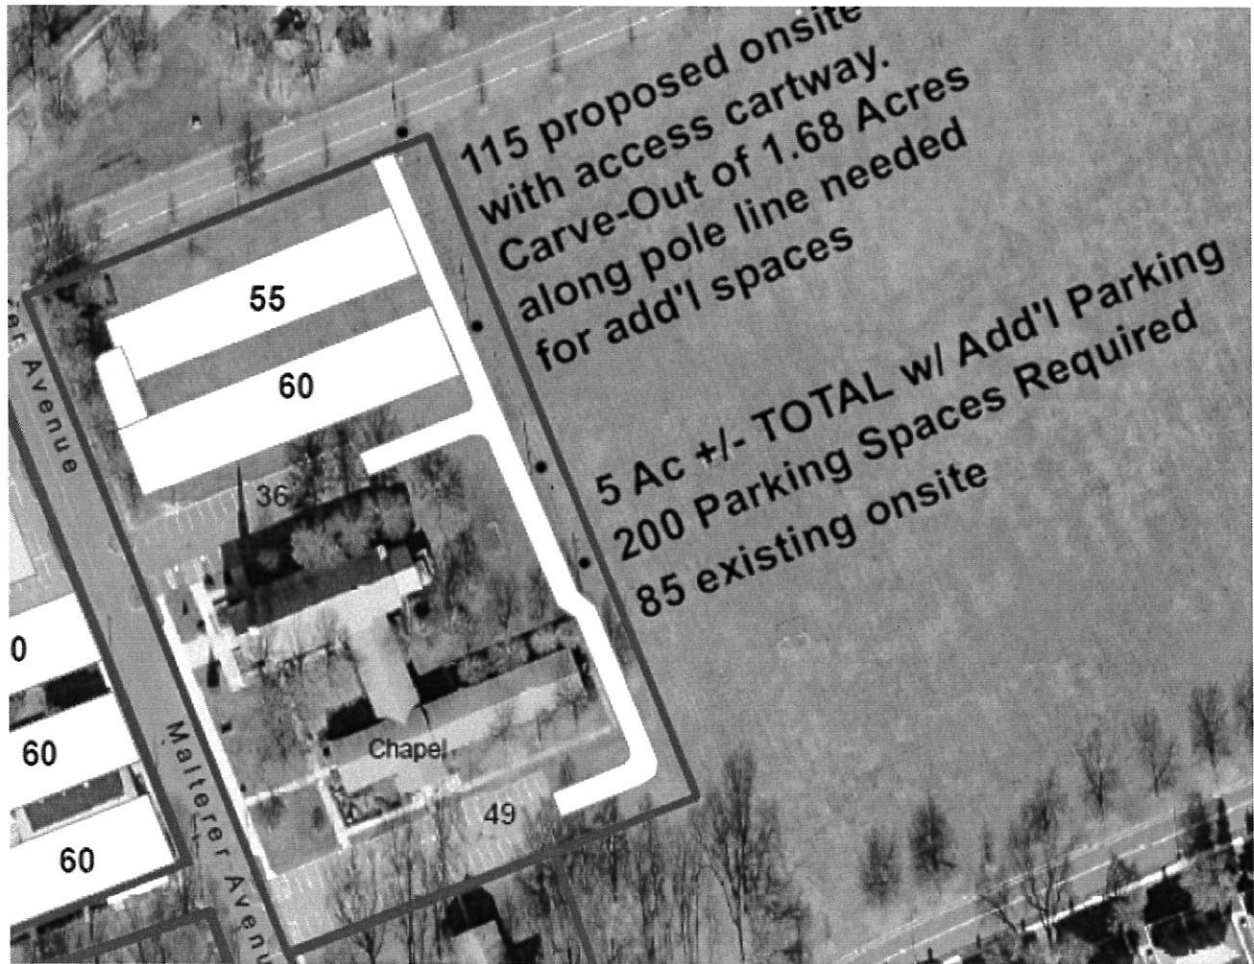 115 proposed onsite
with access cartway.
Carve-Out of 1.68 Acres
along pole line needed
for add'l spaces
5 Ac +/- TOTAL w/ Add'l Parking
200 Parking Spaces Required
85 existing onsite
55
60
36
er Avenue
0
60
60
Malterer Avenu
Chapel
49